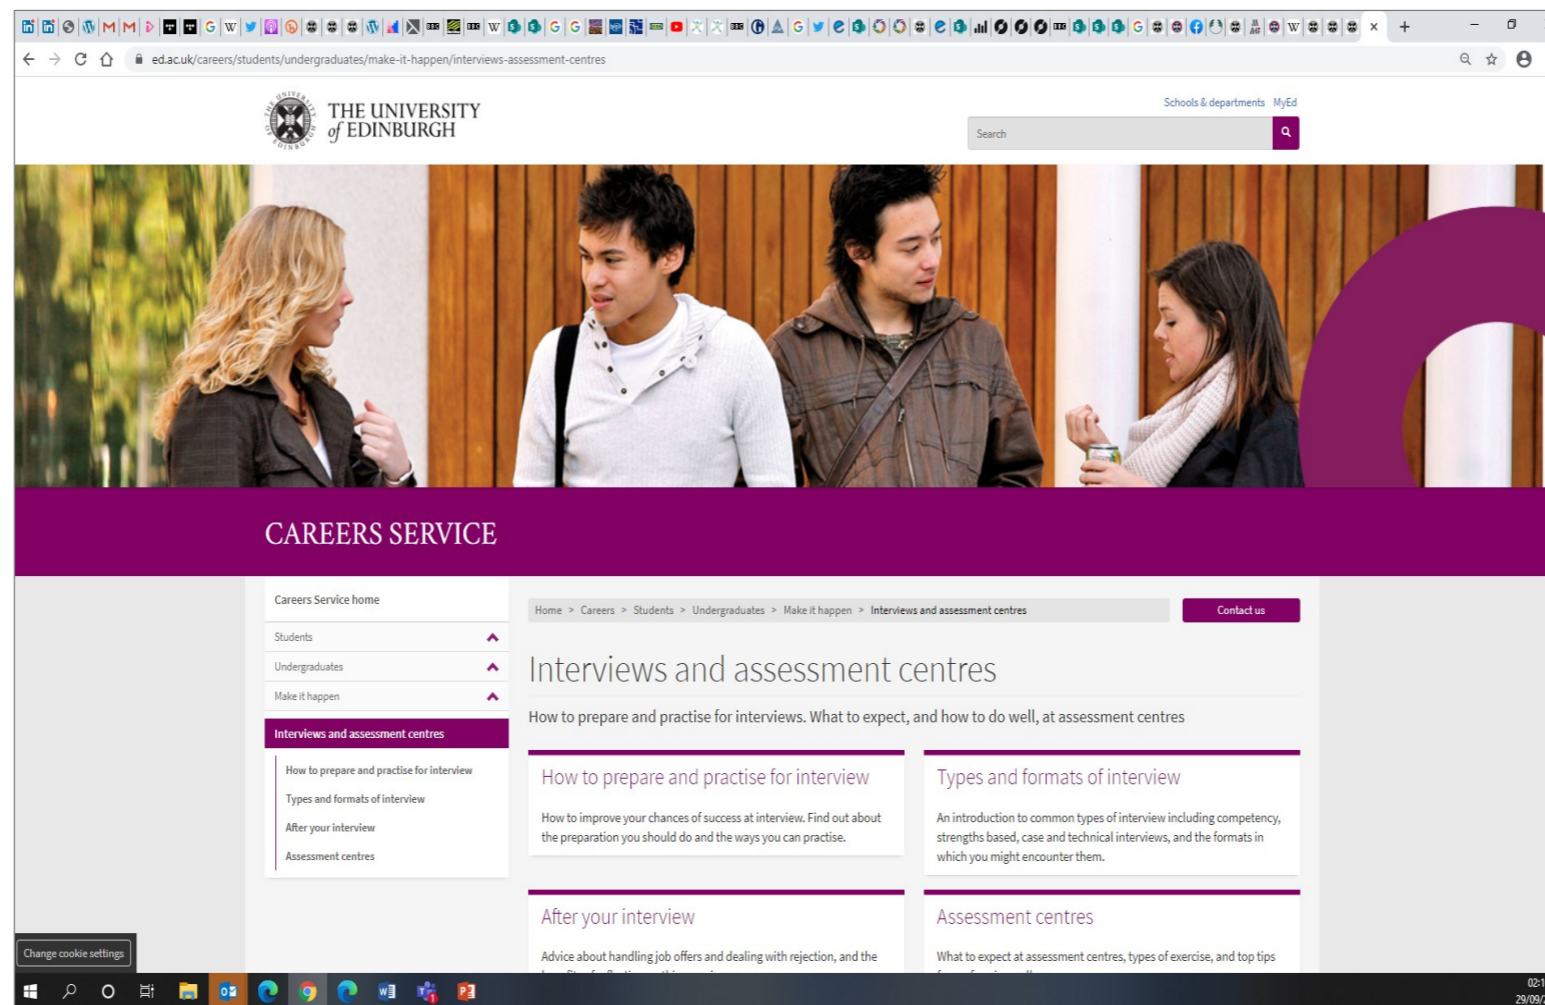 ed.ac.uk/careers/students/undergraduates/make-it-happen/interviews-assessment-centres
THE UNIVERSITY
of EDINBURGH
Schools & departments MyEd
Search
CAREERS SERVICE
Careers Service home
Students
Undergraduates
Make it happen
Interviews and assessment centres
How to prepare and practise for interview
Types and formats of interview
After your interview
Assessment centres
Home > Careers > Students > Undergraduates > Make it happen > Interviews and assessment centres
Contact us
Interviews and assessment centres
How to prepare and practise for interviews. What to expect, and how to do well, at assessment centres
How to prepare and practise for interview
How to improve your chances of success at interview. Find out about
the preparation you should do and the ways you can practise.
Types and formats of interview
An introduction to common types of interview including competency,
strengths based, case and technical interviews, and the formats in
which you might encounter them.
After your interview
Advice about handling job offers and dealing with rejection, and the
Assessment centres
What to expect at assessment centres, types of exercise, and top tips
Change cookie settings
02:1
29/09/